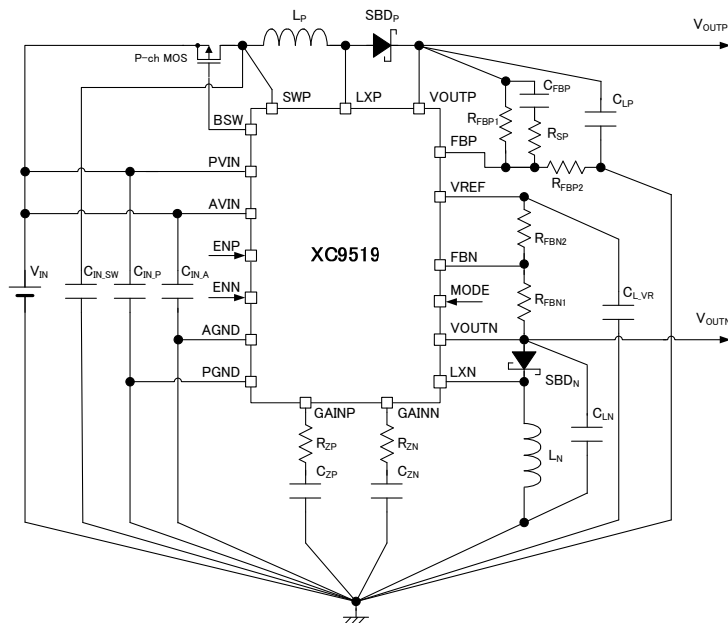 L_P
SBD_P
V_OUTP
P-ch MOS
SWP
LXP
VOUTP
C_FBP
C_LP
BSW
R_FBP1
R_SP
FBP
PVIN
R_FBP2
VREF
AVIN
R_FBN2
ENP
XC9519
FBN
V_IN
C_IN_SW
C_IN_P
C_IN_A
ENN
MODE
R_FBN1
C_L_VR
AGND
VOUTN
V_OUTN
PGND
LXN
SBD_N
GAINP
GAINN
C_LN
R_ZP
R_ZN
L_N
C_ZP
C_ZN